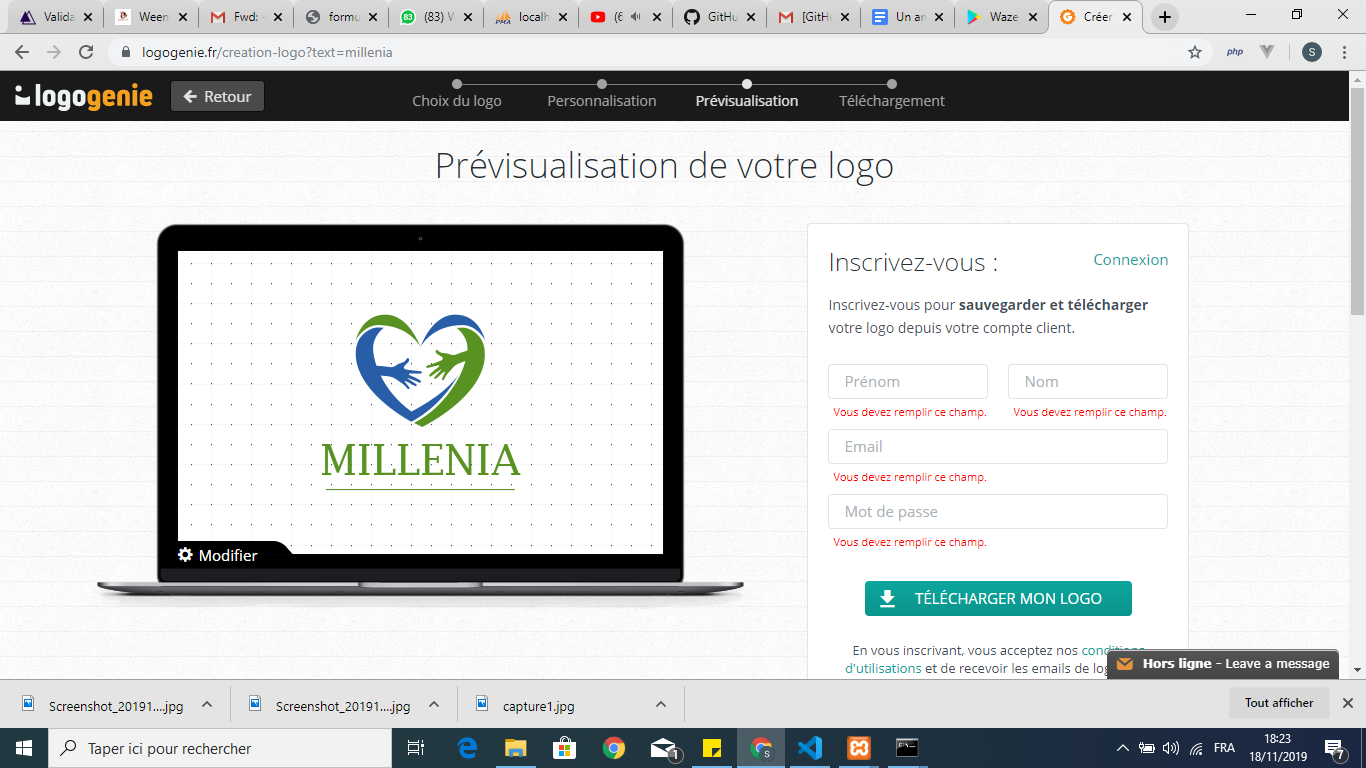 Valida
Ween
Fwd: -
formu
(83) W
localh
(6
GitHu
[GitHu
Un an
Waze
Créer
logogenie.fr/creation-logo?text=millenia
php
S
logogenie
Retour
Choix du logo
Personnalisation
Prévisualisation
Téléchargement
Prévisualisation de votre logo
MILLENIA
Modifier
Inscrivez-vous :
Connexion
Inscrivez-vous pour sauvegarder et télécharger
votre logo depuis votre compte client.
Prénom
Nom
Vous devez remplir ce champ.
Vous devez remplir ce champ.
Email
Vous devez remplir ce champ.
Mot de passe
Vous devez remplir ce champ.
TÉLÉCHARGER MON LOGO
En vous inscrivant, vous acceptez nos conditions
d'utilisations et de recevoir les emails de log
Hors ligne - Leave a message
Screenshot_20191....jpg
Screenshot_20191....jpg
capture1.jpg
Tout afficher
Taper ici pour rechercher
1
S
FRA
18:23
18/11/2019
7